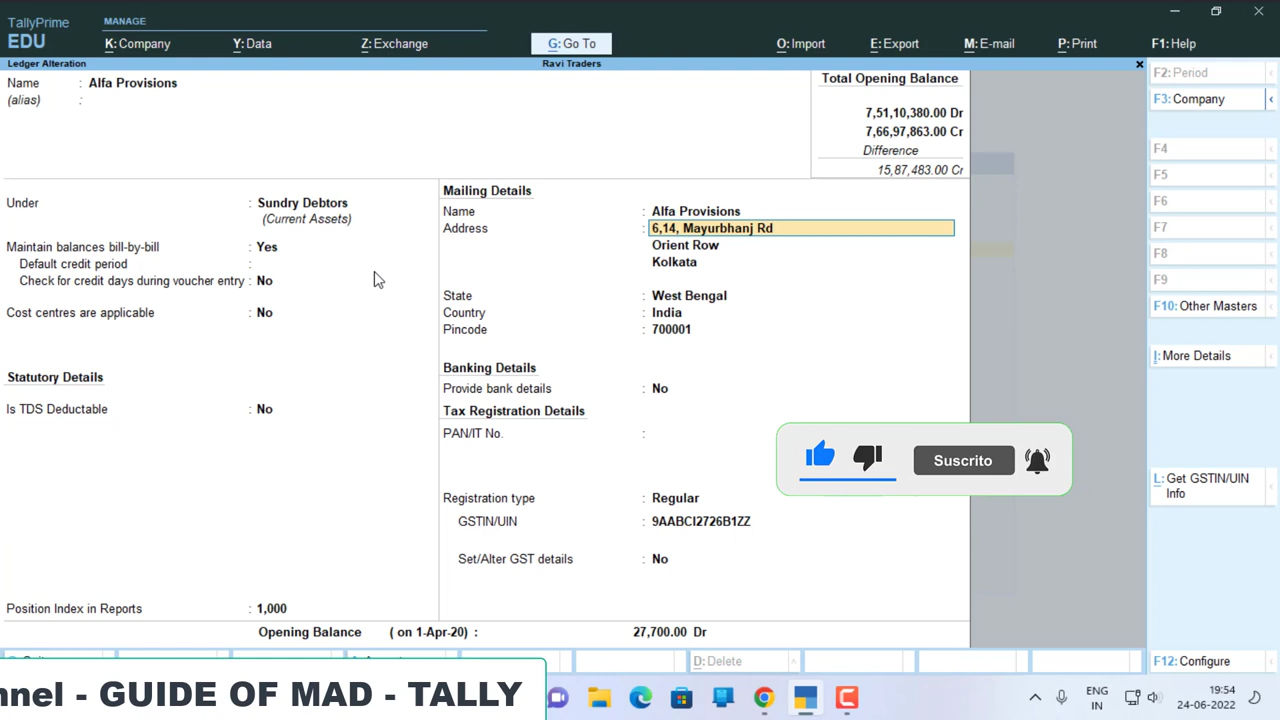 TallyPrime
EDU
MANAGE
K: Company
Y: Data
Z: Exchange
G: Go To
O: Import
E: Export
M: E-mail
P: Print
F1: Help
Ledger Alteration
Ravi Traders
Name : Alfa Provisions
(alias) :
Total Opening Balance
7,51,10,380.00 Dr
7,66,97,863.00 Cr
Difference
15,87,483.00 Cr
Under : Sundry Debtors
(Current Assets)
Maintain balances bill-by-bill : Yes
Default credit period :
Check for credit days during voucher entry : No
Cost centres are applicable : No
Statutory Details
Is TDS Deductable : No
Position Index in Reports : 1,000
Mailing Details
Name : Alfa Provisions
Address : 6,14, Mayurbhanj Rd
Orient Row
Kolkata
State : West Bengal
Country : India
Pincode : 700001
Banking Details
Provide bank details : No
Tax Registration Details
PAN/IT No. :
Registration type : Regular
GSTIN/UIN : 9AABCI2726B1ZZ
Set/Alter GST details : No
Opening Balance ( on 1-Apr-20) : 27,700.00 Dr
Suscrito
F2: Period
F3: Company
F4
F5
F6
F7
F8
F9
F10: Other Masters
I: More Details
L: Get GSTIN/UIN
Info
D: Delete
F12: Configure
nnel - GUIDE OF MAD - TALLY
ENG
IN
19:54
24-06-2022